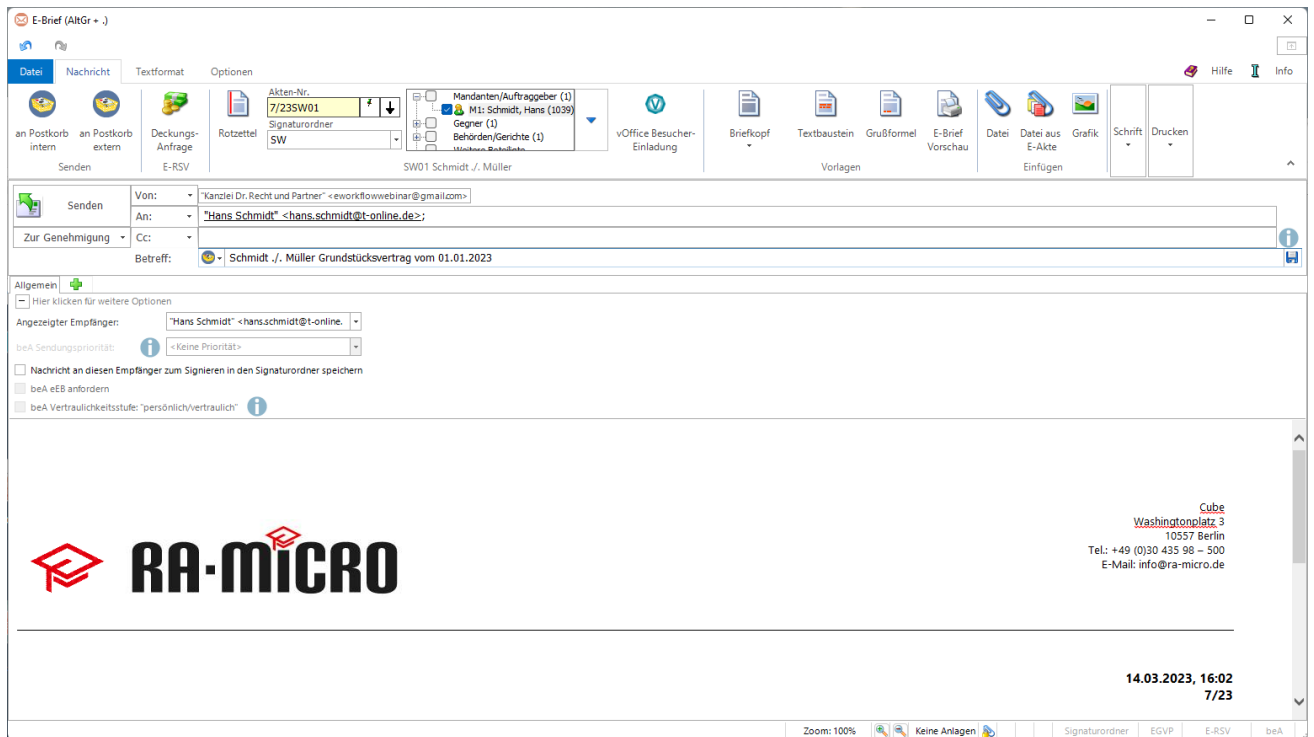 E-Brief (AltGr + .)
Datei Nachricht Textformat Optionen Hilfe Info
an Postkorb intern
an Postkorb extern
Senden
Deckungs-Anfrage
E-RSV
Rotzettel
Akten-Nr.
7/23SW01
Signaturordner
SW
Mandanten/Auftraggeber (1)
M1: Schmidt, Hans (1039)
Gegner (1)
Behörden/Gerichte (1)
Weitere Beteiligte
SW01 Schmidt ./. Müller
vOffice Besucher-Einladung
Briefkopf
Textbaustein
Grußformel
E-Brief Vorschau
Vorlagen
Datei
Datei aus E-Akte
Grafik
Einfügen
Schrift
Drucken
Senden
Zur Genehmigung
Von: "Kanzlei Dr. Recht und Partner" <eworkflowwebinar@gmail.com>
An: "Hans Schmidt" <hans.schmidt@t-online.de>;
Cc:
Betreff: Schmidt ./. Müller Grundstücksvertrag vom 01.01.2023
Allgemein
Hier klicken für weitere Optionen
Angezeigter Empfänger: "Hans Schmidt" <hans.schmidt@t-online.
beA Sendungspriorität: <Keine Priorität>
Nachricht an diesen Empfänger zum Signieren in den Signaturordner speichern
beA eEB anfordern
beA Vertraulichkeitsstufe: "persönlich/vertraulich"
RA-MICRO
Cube
Washingtonplatz 3
10557 Berlin
Tel.: +49 (0)30 435 98 – 500
E-Mail: info@ra-micro.de
14.03.2023, 16:02
7/23
Zoom: 100% Keine Anlagen Signaturordner EGVP E-RSV beA